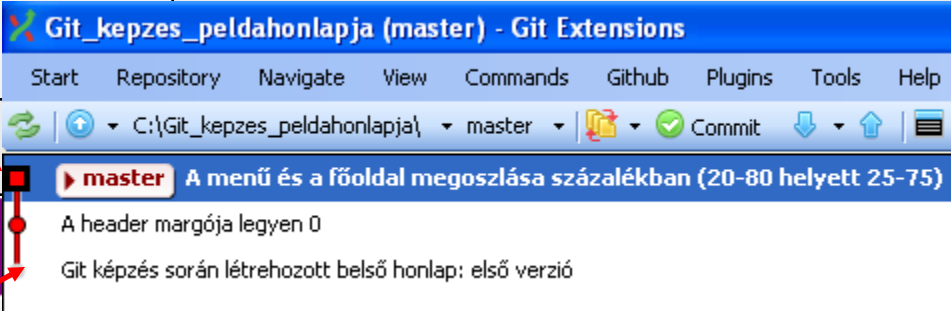 Git_kepzes_peldahonlapja (master) - Git Extensions
Start Repository Navigate View Commands Github Plugins Tools Help
C:\Git_kepzes_peldahonlapja\ master Commit
master A menü és a főoldal megoszlása százalékban (20-80 helyett 25-75)
A header margója legyen 0
Git képzés során létrehozott belső honlap: első verzió